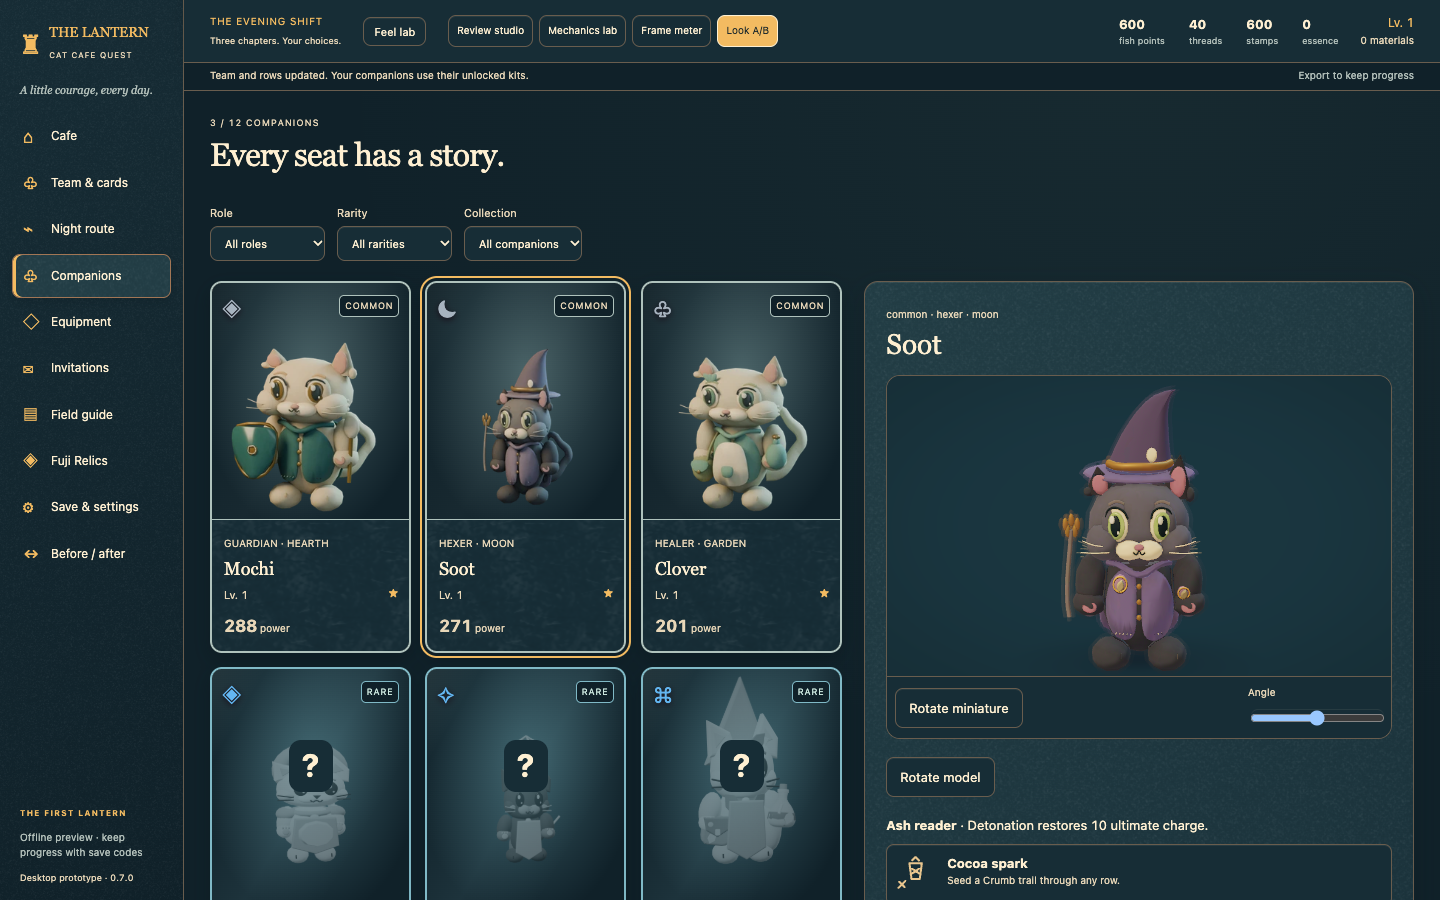 THE LANTERN
CAT CAFE QUEST
A little courage, every day.
Cafe
Team & cards
Night route
Companions
Equipment
Invitations
Field guide
Fuji Relics
Save & settings
Before / after
THE FIRST LANTERN
Offline preview · keep
progress with save codes
Desktop prototype · 0.7.0
THE EVENING SHIFT
Three chapters. Your choices.
Feel lab
Review studio
Mechanics lab
Frame meter
Look A/B
600 fish points
40 threads
600 stamps
0 essence
Lv. 1
0 materials
Team and rows updated. Your companions use their unlocked kits.
Export to keep progress
3 / 12 COMPANIONS
Every seat has a story.
Role
Rarity
Collection
All roles
All rarities
All companions
COMMON
GUARDIAN · HEARTH
Mochi
Lv. 1
288 power
COMMON
HEXER · MOON
Soot
Lv. 1
271 power
COMMON
HEALER · GARDEN
Clover
Lv. 1
201 power
RARE
?
RARE
?
RARE
?
common · hexer · moon
Soot
Rotate miniature
Angle
Rotate model
Ash reader · Detonation restores 10 ultimate charge.
Cocoa spark
Seed a Crumb trail through any row.